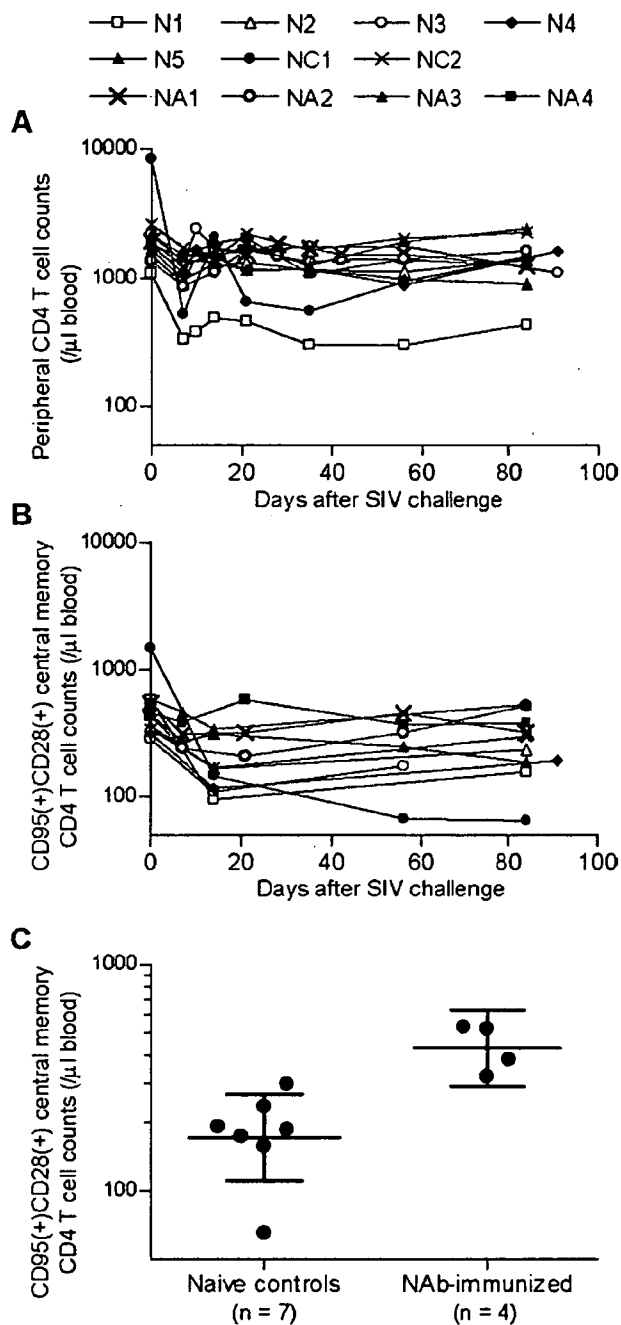 N1 N2 N3 N4
N5 NC1 NC2
NA1 NA2 NA3 NA4
A
Peripheral CD4 T cell counts
(/μl blood)
10000
1000
100
0 20 40 60 80 100
Days after SIV challenge
B
CD95(+)CD28(+) central memory
CD4 T cell counts (/μl blood)
10000
1000
100
0 20 40 60 80 100
Days after SIV challenge
C
CD95(+)CD28(+) central memory
CD4 T cell counts (/μl blood)
1000
100
Naive controls NAb-immunized
(n = 7) (n = 4)